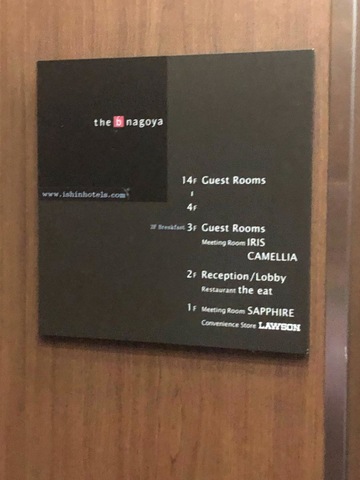 the b nagoya
www.ishinhotels.com
14F Guest Rooms
4F
2F Breakfast 3F Guest Rooms
Meeting Room IRIS
CAMELLIA
2F Reception/Lobby
Restaurant the eat
1F Meeting Room SAPPHIRE
Convenience Store LAWSON